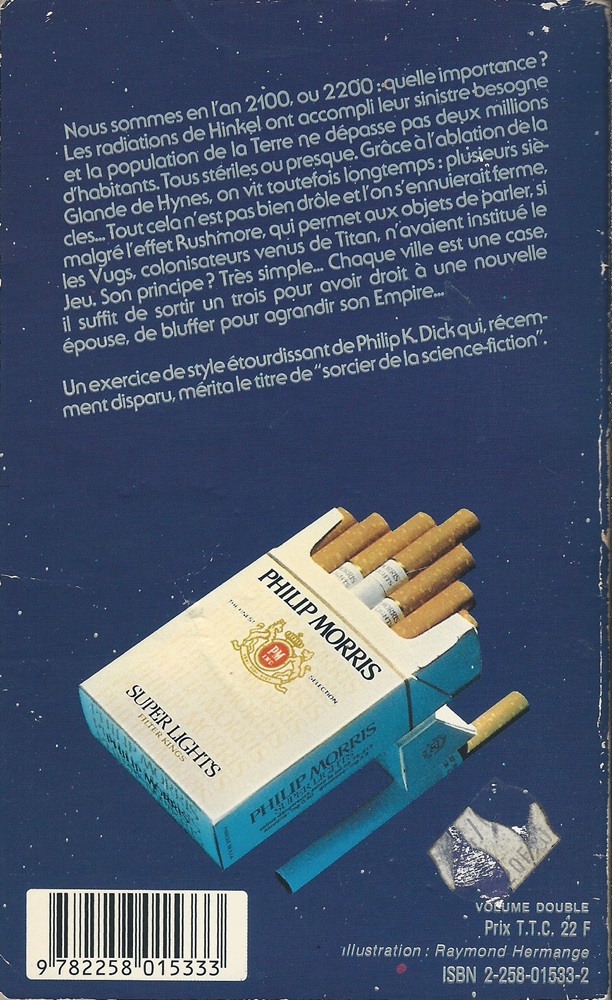 Nous sommes en l'an 2100, ou 2200 : quelle importance ?
Les radiations de Hinkel ont accompli leur sinistre besogne
et la population de la Terre ne dépasse pas deux millions
d'habitants. Tous stériles ou presque. Grâce à l'ablation de la
Glande de Hynes, on vit toutefois longtemps : plusieurs siè-
cles... Tout cela n'est pas bien drôle et l'on s'ennuierait ferme,
malgré l'effet Rushmore, qui permet aux objets de parler, si
les Vugs, colonisateurs venus de Titan, n'avaient institué le
Jeu. Son principe ? Très simple... Chaque ville est une case,
il suffit de sortir un trois pour avoir droit à une nouvelle
épouse, de bluffer pour agrandir son Empire...
Un exercice de style étourdissant de Philip K. Dick qui, récem-
ment disparu, mérita le titre de "sorcier de la science-fiction".
PHILIP MORRIS
THE FINEST
SELECTION
PM
SUPER LIGHTS
FILTER KINGS
PHILIP MORRIS
SUPER LIGHTS
PHILIP MORRIS
VOLUME DOUBLE
Prix T.T.C. 22 F
Illustration : Raymond Hermange
ISBN 2-258-01533-2
9 782258 015333